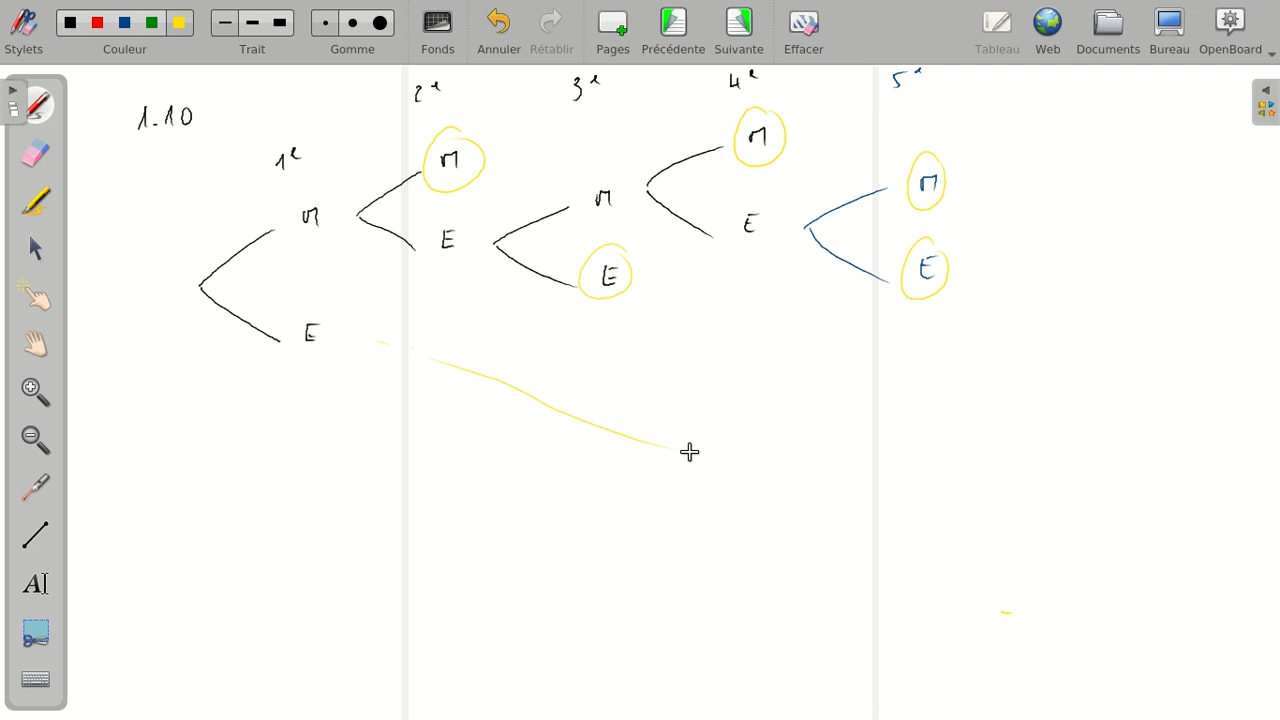 Stylets Couleur Trait Gomme Fonds Annuler Rétablir Pages Précédente Suivante Effacer Tableau Web Documents Bureau OpenBoard
2e 3e 4e 5e
1.10
1e
M M
M M M
E E
E E
E
A